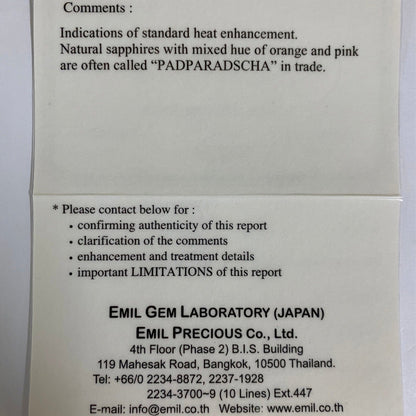 Comments :
Indications of standard heat enhancement.
Natural sapphires with mixed hue of orange and pink
are often called “PADPARADSCHA” in trade.
* Please contact below for :
• confirming authenticity of this report
• clarification of the comments
• enhancement and treatment details
• important LIMITATIONS of this report
EMIL GEM LABORATORY (JAPAN)
EMIL PRECIOUS CO., LTD.
4th Floor (Phase 2) B.I.S. Building
119 Mahesak Road, Bangkok, 10500 Thailand.
Tel: +66/0 2234-8872, 2237-1928
2234-3700~9 (10 Lines) Ext.447
E-mail: info@emil.co.th Website: www.emil.co.th